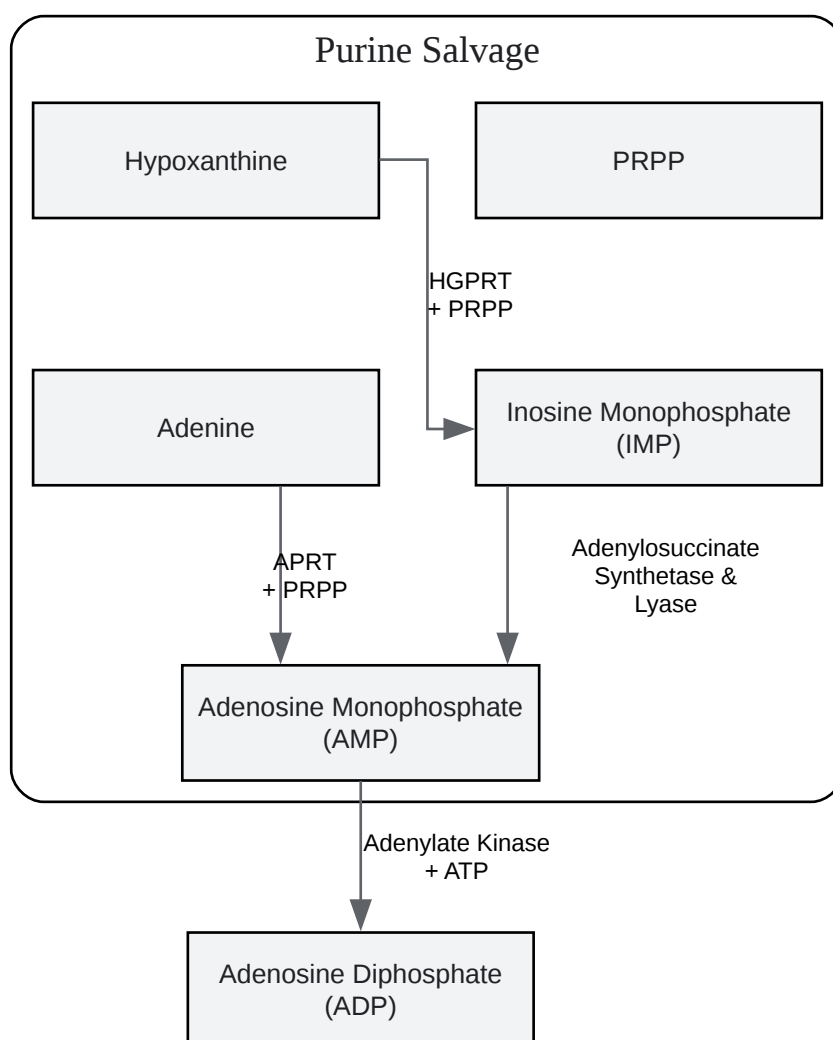 Purine Salvage
Hypoxanthine
PRPP
HGPRT
+ PRPP
Adenine
Inosine Monophosphate
(IMP)
APRT
+ PRPP
Adenylosuccinate
Synthetase &
Lyase
Adenosine Monophosphate
(AMP)
Adenylate Kinase
+ ATP
Adenosine Diphosphate
(ADP)